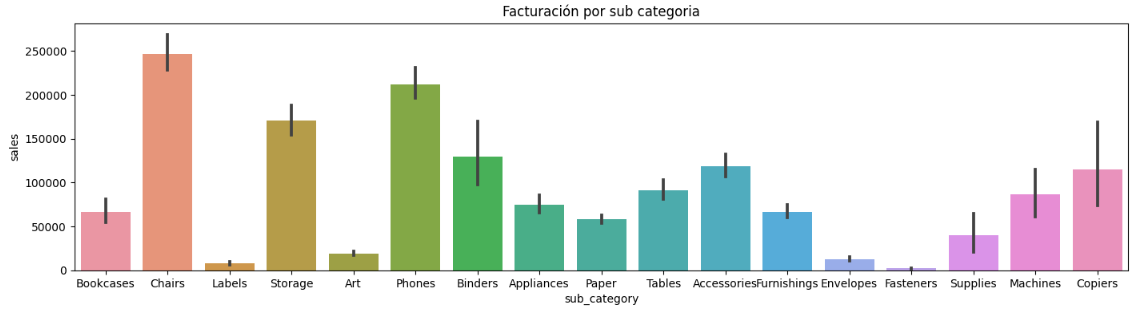 Facturación por sub categoria
sales
250000
200000
150000
100000
50000
0
Bookcases Chairs Labels Storage Art Phones Binders Appliances Paper Tables Accessories Furnishings Envelopes Fasteners Supplies Machines Copiers
sub_category